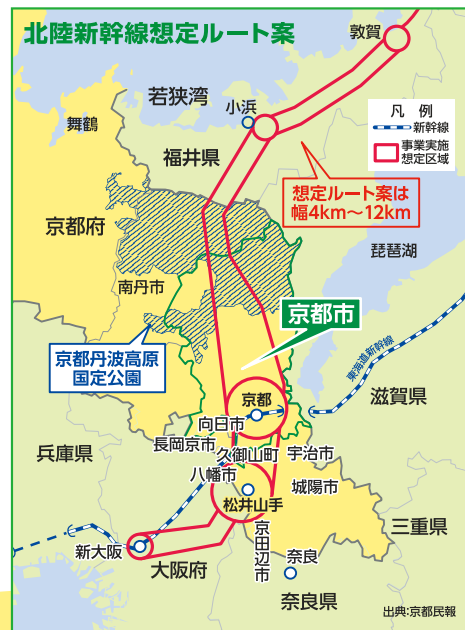 北陸新幹線想定ルート案
敦賀
若狭湾
小浜
凡　例
新幹線
事業実施
想定区域
舞鶴
福井県
想定ルート案は
幅4km〜12km
京都府
琵琶湖
南丹市
京都市
京都丹波高原
国定公園
東海道新幹線
滋賀県
京都
向日市
長岡京市
久御山町
宇治市
兵庫県
八幡市
城陽市
松井山手
三重県
京田辺市
新大阪
大阪府
奈良
奈良県
出典:京都民報